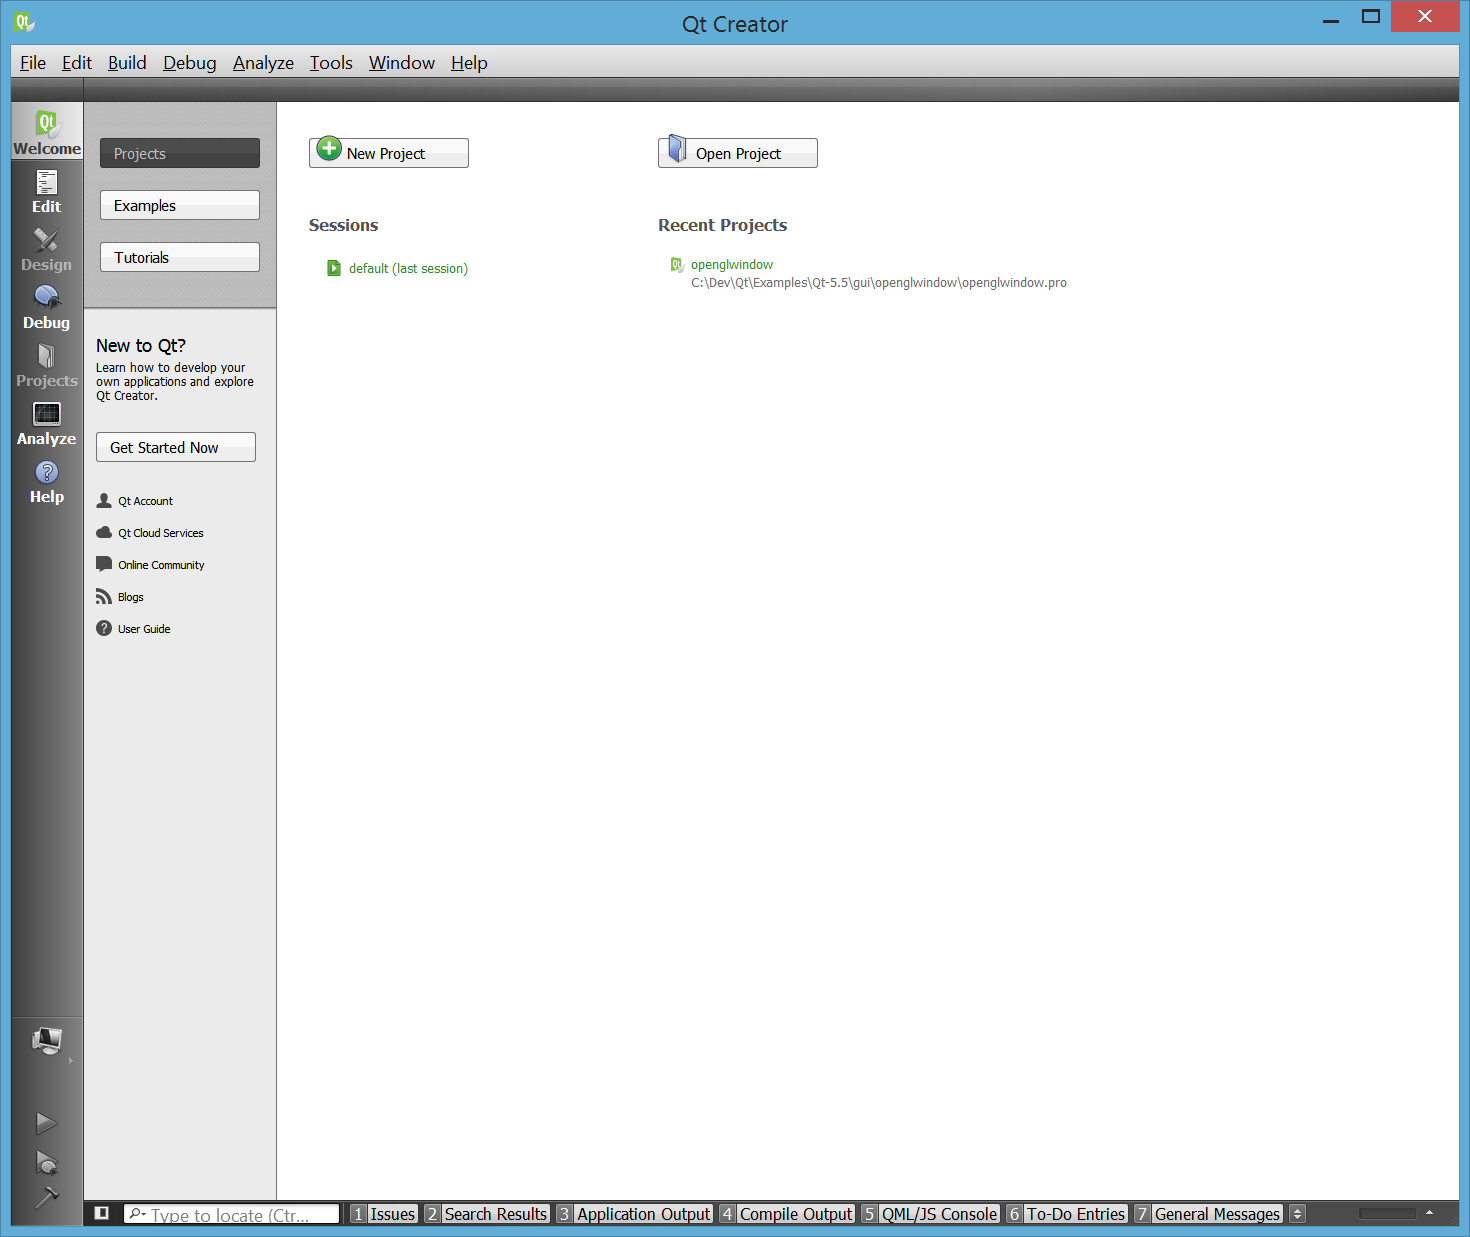 Qt Creator
File Edit Build Debug Analyze Tools Window Help
Qt
Welcome
Edit
Design
Debug
Projects
Analyze
Help
Projects
Examples
Tutorials
New to Qt?
Learn how to develop your
own applications and explore
Qt Creator.
Get Started Now
Qt Account
Qt Cloud Services
Online Community
Blogs
User Guide
New Project
Open Project
Sessions
default (last session)
Recent Projects
openglwindow
C:\Dev\Qt\Examples\Qt-5.5\gui\openglwindow\openglwindow.pro
Type to locate (Ctr...
1 Issues 2 Search Results 3 Application Output 4 Compile Output 5 QML/JS Console 6 To-Do Entries 7 General Messages